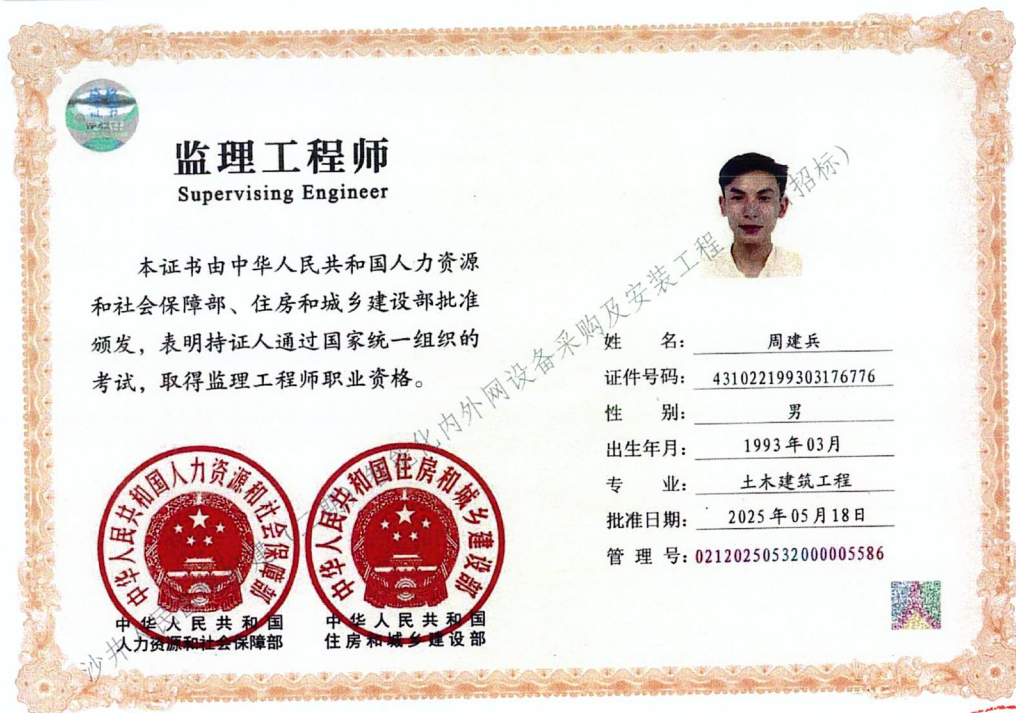 监理工程师
Supervising Engineer
本证书由中华人民共和国人力资源
和社会保障部、住房和城乡建设部批准
颁发，表明持证人通过国家统一组织的
考试，取得监理工程师职业资格。
姓 名： 周建兵
证件号码： 431022199303176776
性 别： 男
出生年月： 1993年03月
专 业： 土木建筑工程
批准日期： 2025年05月18日
管 理 号： 02120250532000005586
中华人民共和国人力资源和社会保障部
中华人民共和国住房和城乡建设部
中华人民共和国
人力资源和社会保障部
中华人民共和国
住房和城乡建设部
沙井
化内外网设备采购及安装工程
招标）